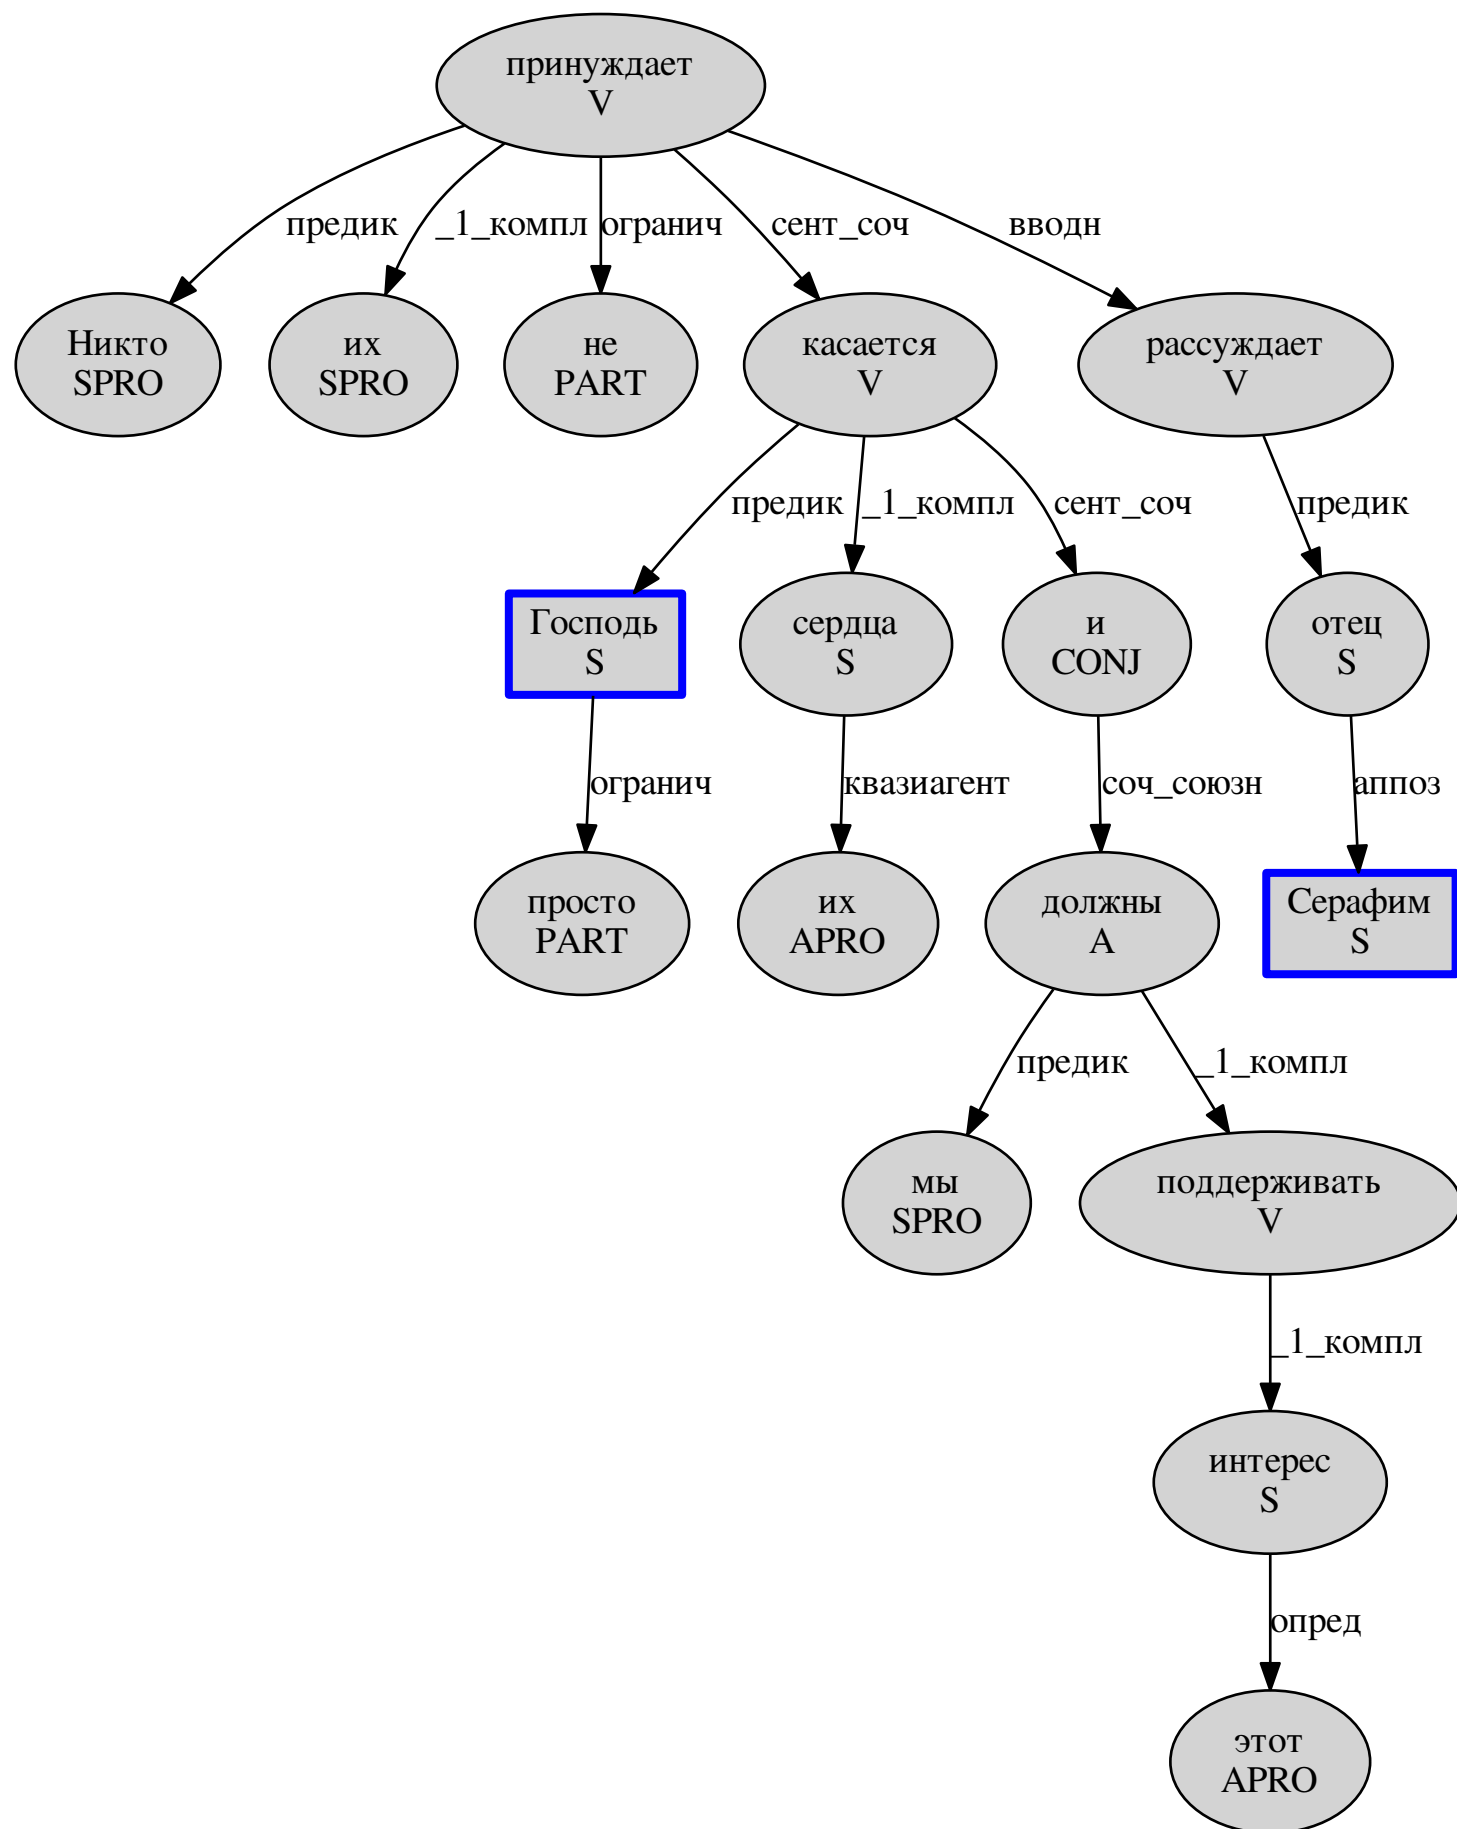 принуждает
V
предик
_1_компл
огранич
сент_соч
вводн
Никто
SPRO
их
SPRO
не
PART
касается
V
рассуждает
V
предик
_1_компл
сент_соч
предик
Господь
S
сердца
S
и
CONJ
отец
S
огранич
квазиагент
соч_союзн
аппоз
просто
PART
их
APRO
должны
A
Серафим
S
предик
_1_компл
мы
SPRO
поддерживать
V
_1_компл
интерес
S
опред
этот
APRO